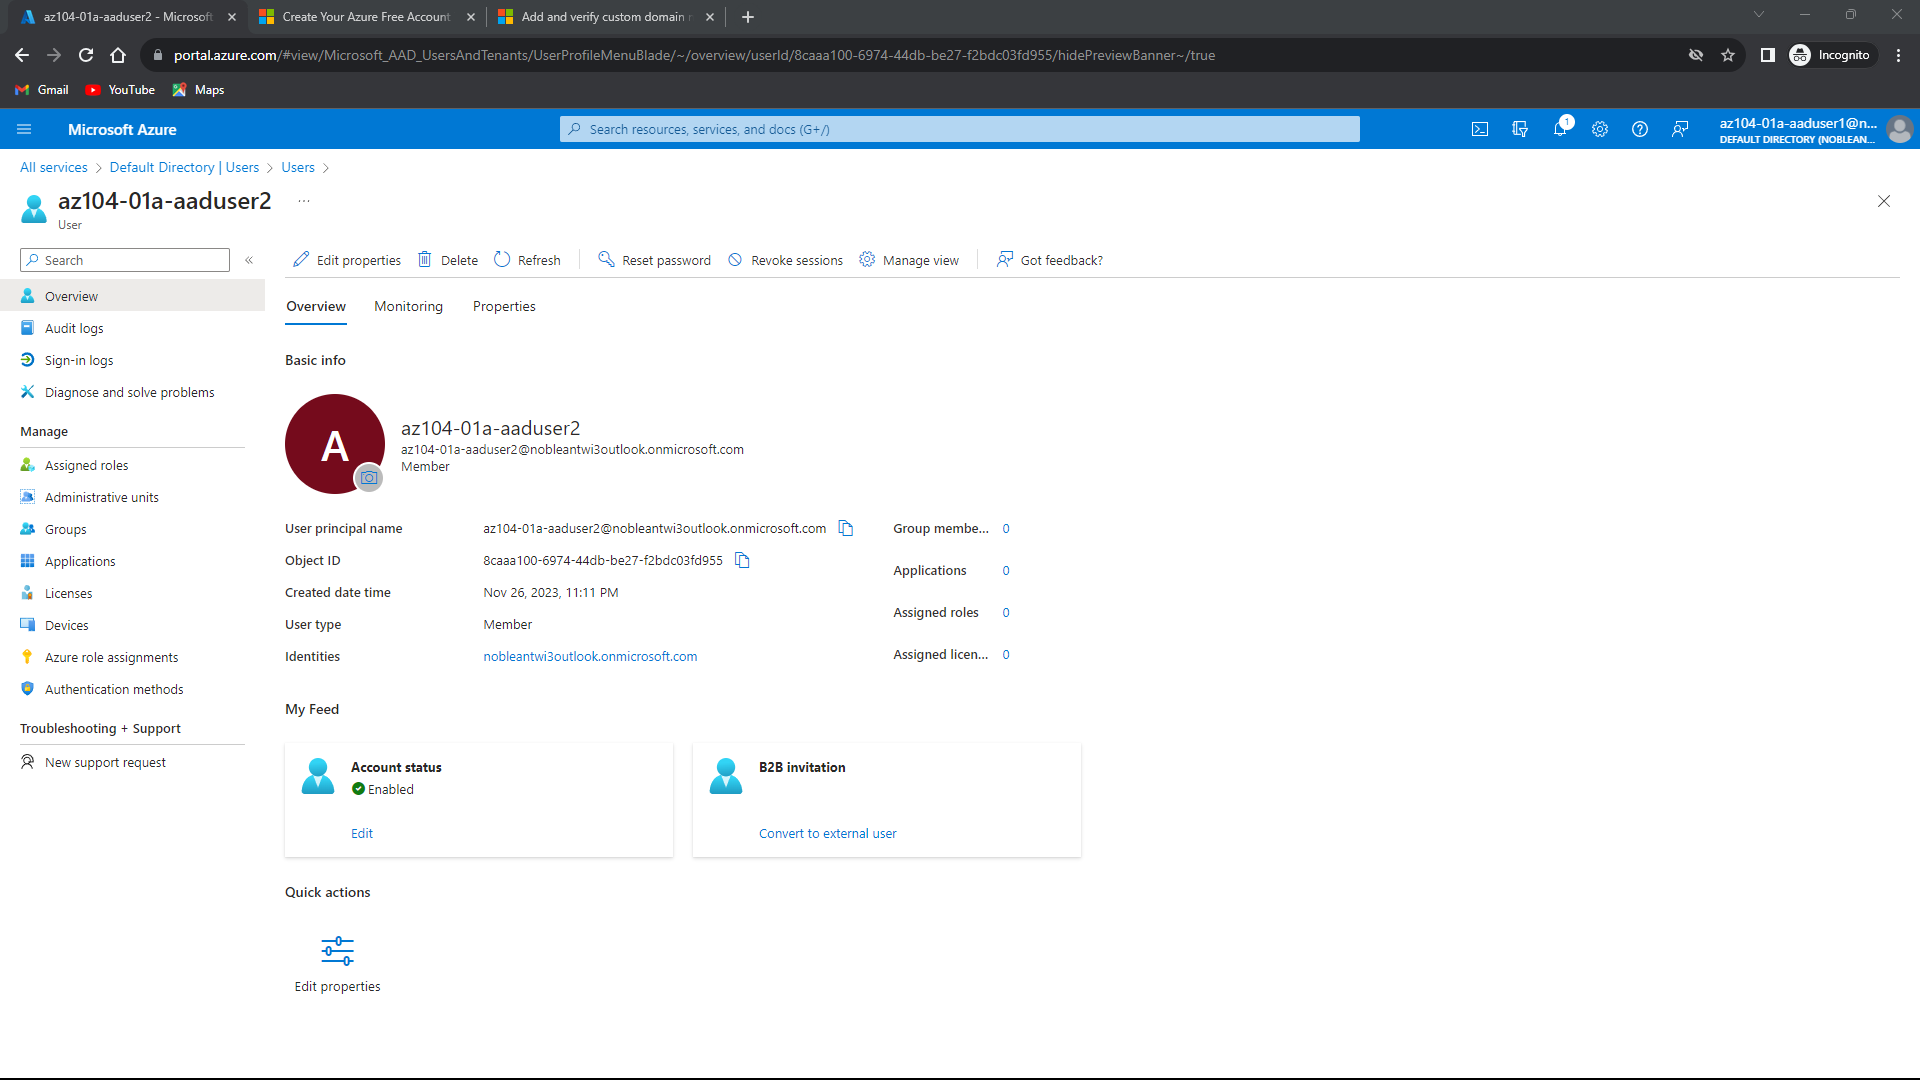 az104-01a-aaduser2 - Microsoft
Create Your Azure Free Account
Add and verify custom domain
portal.azure.com/#view/Microsoft_AAD_UsersAndTenants/UserProfileMenuBlade/~/overview/userId/8caaa100-6974-44db-be27-f2bdc03fd955/hidePreviewBanner~/true
Incognito
Gmail
YouTube
Maps
Microsoft Azure
Search resources, services, and docs (G+/)
1
az104-01a-aaduser1@n...
DEFAULT DIRECTORY (NOBLEAN...
All services > Default Directory | Users > Users >
az104-01a-aaduser2 ...
User
Search
«
Edit properties
Delete
Refresh
Reset password
Revoke sessions
Manage view
Got feedback?
Overview
Audit logs
Sign-in logs
Diagnose and solve problems
Manage
Assigned roles
Administrative units
Groups
Applications
Licenses
Devices
Azure role assignments
Authentication methods
Troubleshooting + Support
New support request
Overview
Monitoring
Properties
Basic info
A
az104-01a-aaduser2
az104-01a-aaduser2@nobleantwi3outlook.onmicrosoft.com
Member
User principal name az104-01a-aaduser2@nobleantwi3outlook.onmicrosoft.com
Object ID 8caaa100-6974-44db-be27-f2bdc03fd955
Created date time Nov 26, 2023, 11:11 PM
User type Member
Identities nobleantwi3outlook.onmicrosoft.com
Group membe... 0
Applications 0
Assigned roles 0
Assigned licen... 0
My Feed
Account status
Enabled
Edit
B2B invitation
Convert to external user
Quick actions
Edit properties